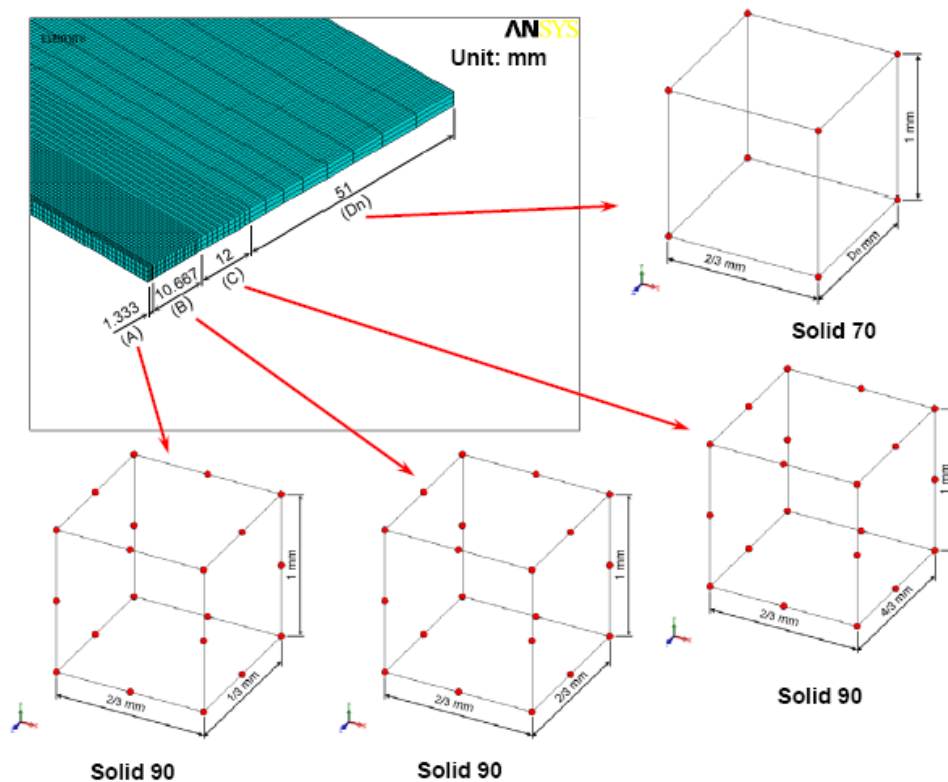 ANSYS
Unit: mm
51
(Dn)
12
(C)
10.667
(B)
1.333
(A)
1 mm
2/3 mm
Dn mm
Solid 70
1 mm
2/3 mm
4/3 mm
Solid 90
1 mm
2/3 mm
1/3 mm
Solid 90
1 mm
2/3 mm
2/3 mm
Solid 90